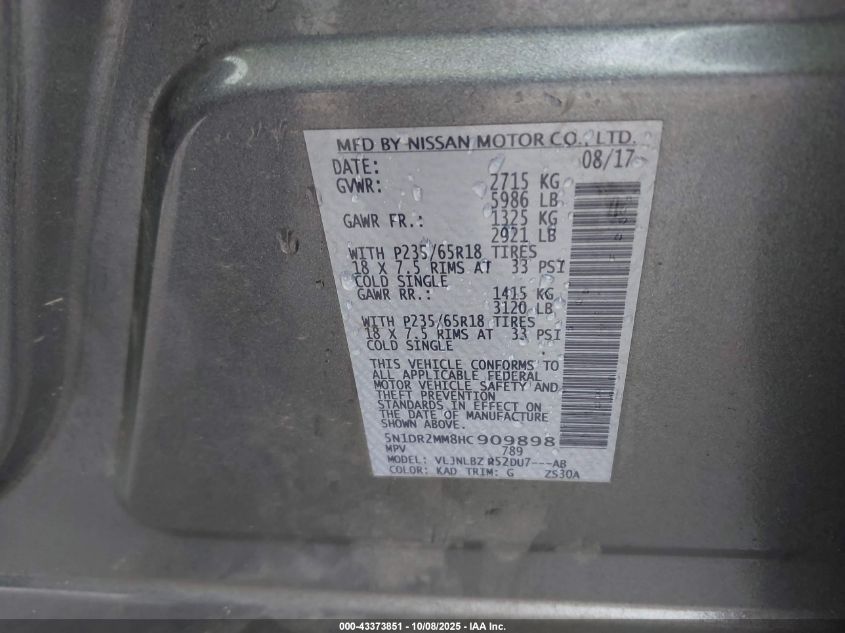 MFD BY NISSAN MOTOR CO., LTD.
DATE: 08/17
GVWR: 2715 KG
5986 LB
GAWR FR.: 1325 KG
2921 LB
WITH P235/65R18 TIRES
18 X 7.5 RIMS AT 33 PSI
COLD SINGLE
GAWR RR.: 1415 KG
3120 LB
WITH P235/65R18 TIRES
18 X 7.5 RIMS AT 33 PSI
COLD SINGLE
THIS VEHICLE CONFORMS TO
ALL APPLICABLE FEDERAL
MOTOR VEHICLE SAFETY AND
THEFT PREVENTION
STANDARDS IN EFFECT ON
THE DATE OF MANUFACTURE
SHOWN ABOVE.
5N1DR2MM8HC909898
MPV 789
MODEL: VLJNLBZ R52DU7---AB
COLOR: KAD TRIM: G ZS30A
000-43373851 - 10/08/2025 - IAA Inc.